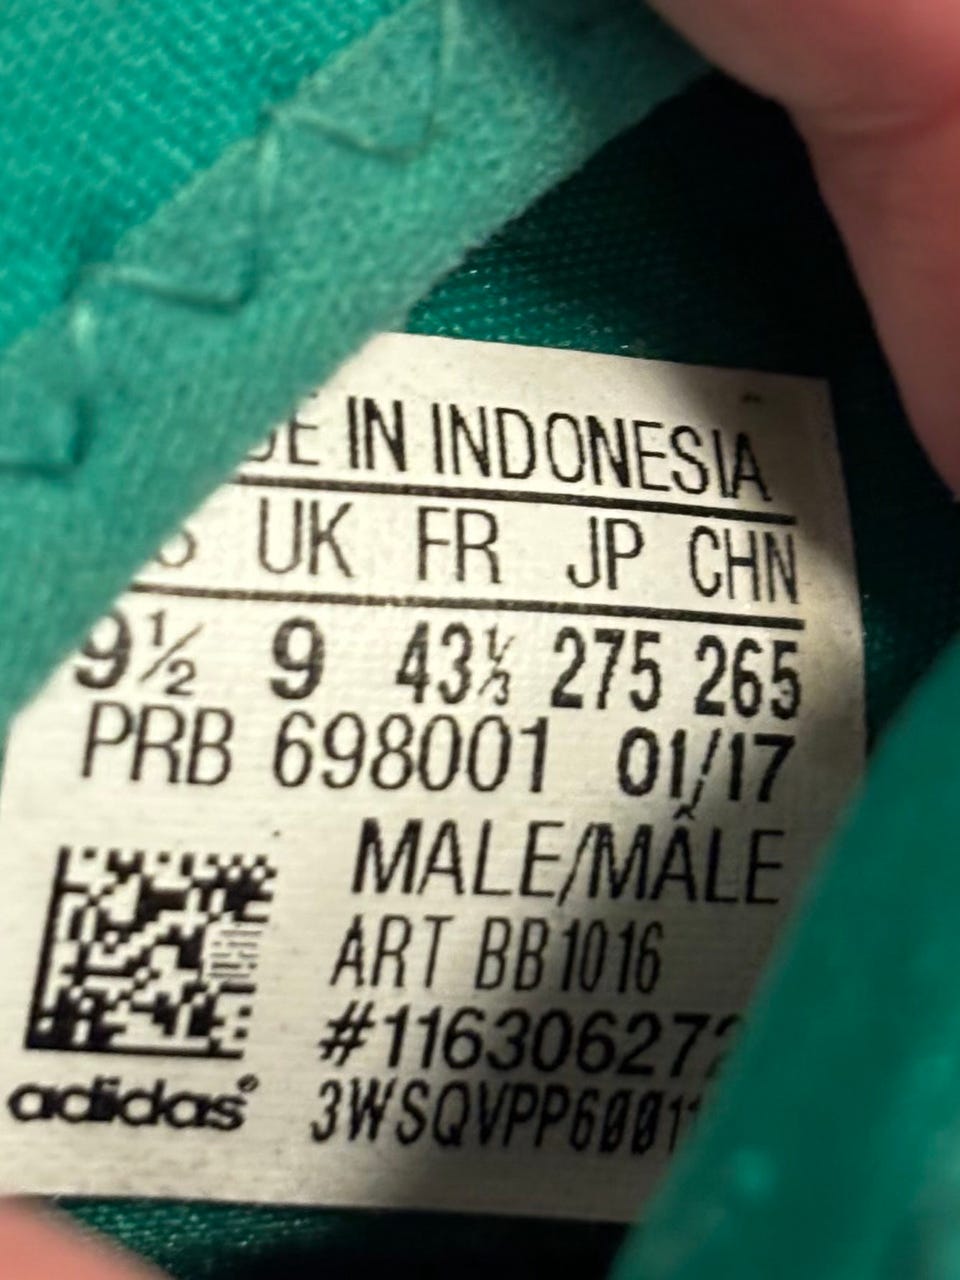 IN INDONESIA
UK FR JP CHN
9½ 9 43⅓ 275 265
PRB 698001 01/17
MALE/MÂLE
ART BB1016
adidas®